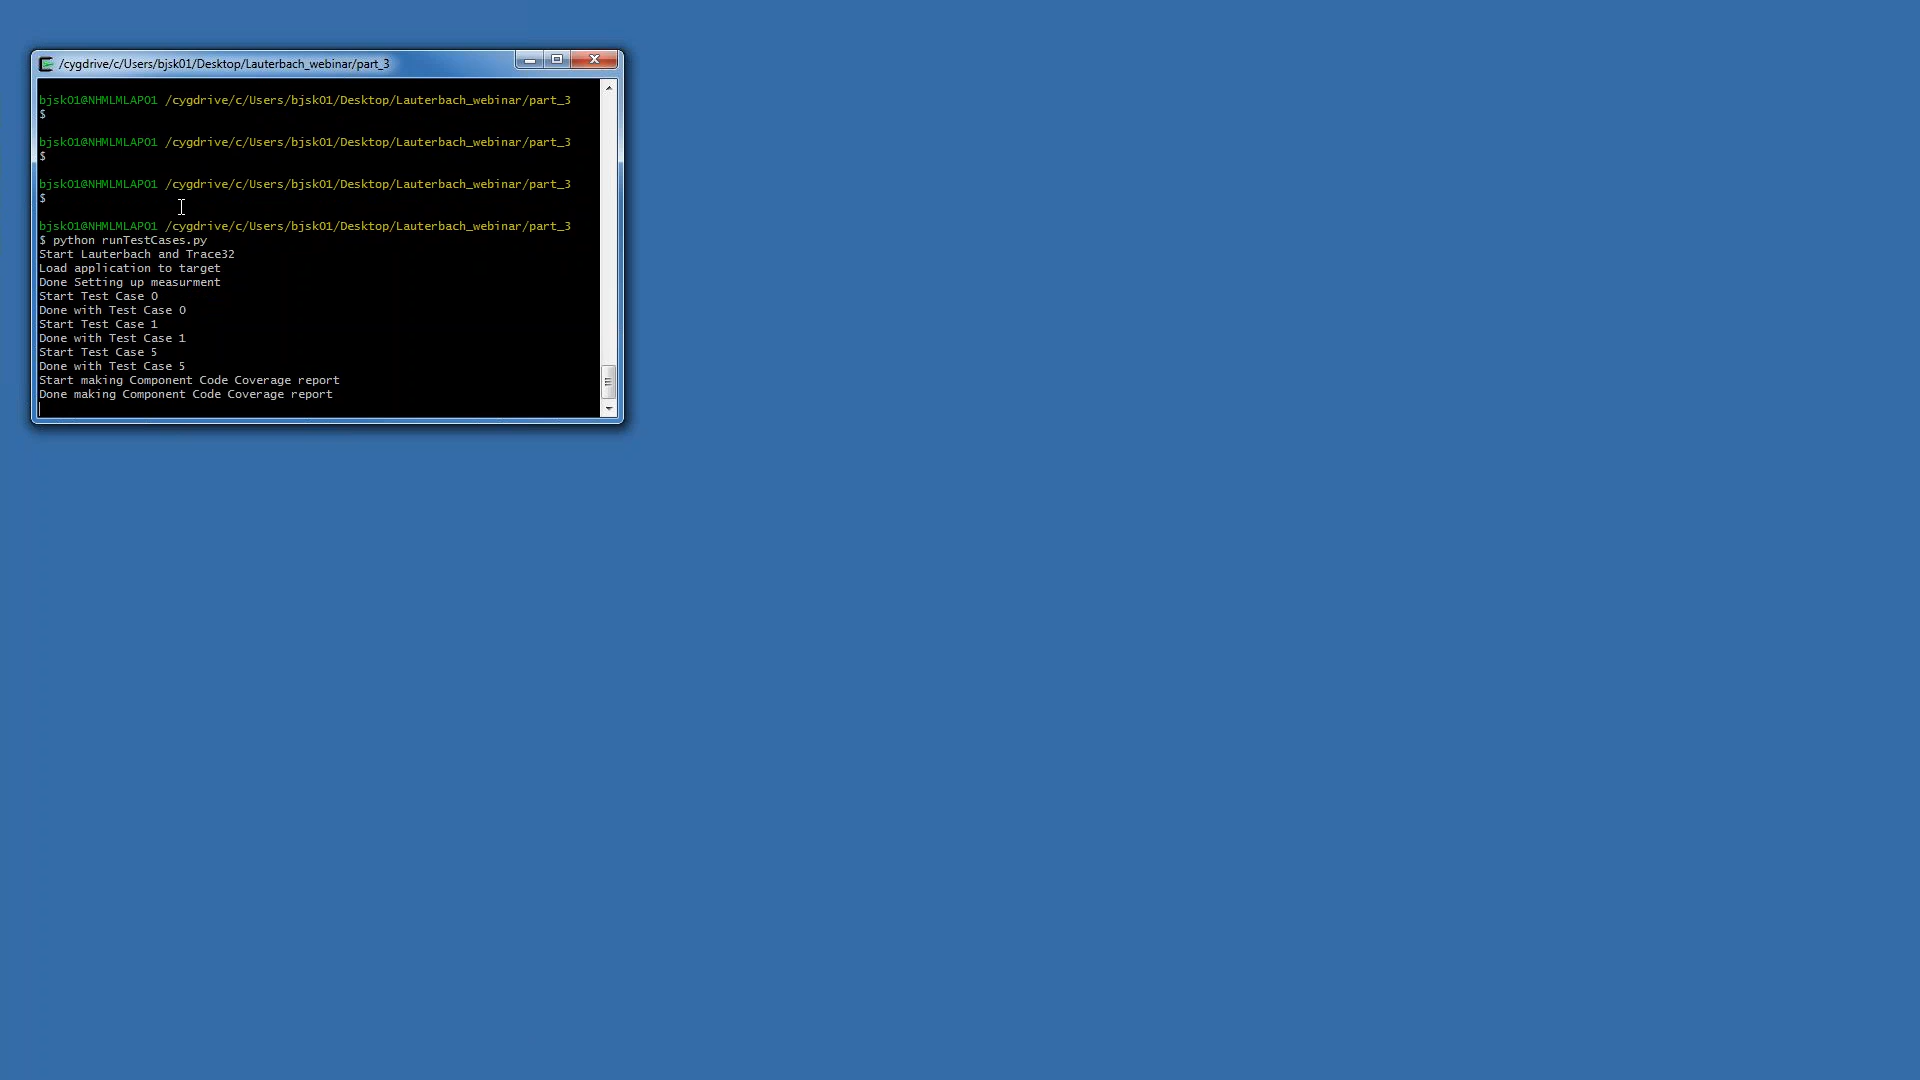 /cygdrive/c/Users/bjsk01/Desktop/Lauterbach_webinar/part_3
bjsk01@NHMLMLAP01 /cygdrive/c/Users/bjsk01/Desktop/Lauterbach_webinar/part_3
$
bjsk01@NHMLMLAP01 /cygdrive/c/Users/bjsk01/Desktop/Lauterbach_webinar/part_3
$
bjsk01@NHMLMLAP01 /cygdrive/c/Users/bjsk01/Desktop/Lauterbach_webinar/part_3
$
bjsk01@NHMLMLAP01 /cygdrive/c/Users/bjsk01/Desktop/Lauterbach_webinar/part_3
$ python runTestCases.py
Start Lauterbach and Trace32
Load application to target
Done Setting up measurment
Start Test Case 0
Done with Test Case 0
Start Test Case 1
Done with Test Case 1
Start Test Case 5
Done with Test Case 5
Start making Component Code Coverage report
Done making Component Code Coverage report